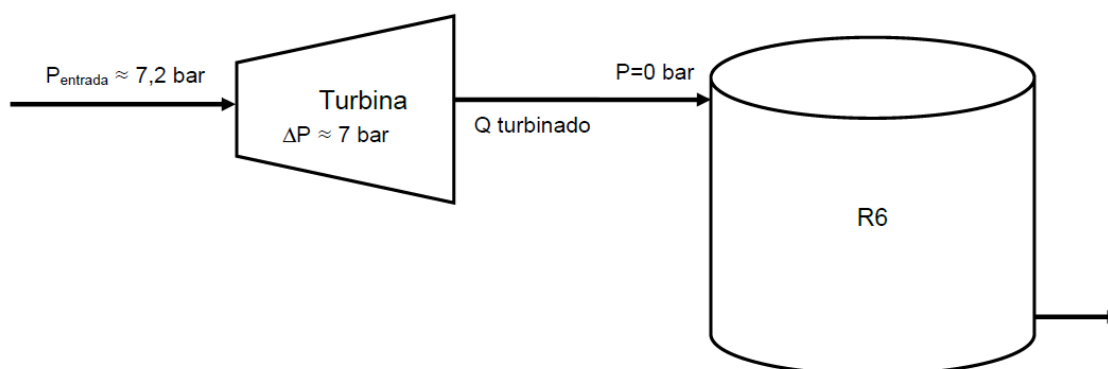 Pentrada ≈ 7,2 bar
Turbina
ΔP ≈ 7 bar
P=0 bar
Q turbinado
R6